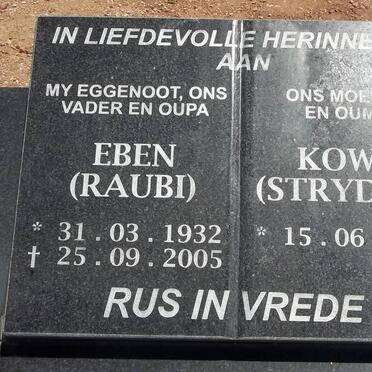 IN LIEFDEVOLLE HERINNE
AAN
MY EGGENOOT, ONS
VADER EN OUPA
EBEN
(RAUBI)
* 31.03.1932
† 25.09.2005
ONS MOE
EN OUM
KOW
(STRYD
* 15.06
RUS IN VREDE